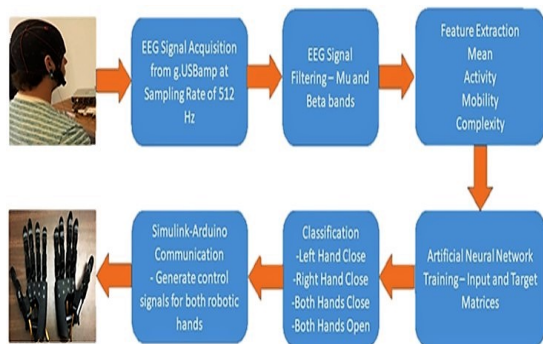 EEG Signal Acquisition
from g.USBamp at
Sampling Rate of 512
Hz
EEG Signal
Filtering – Mu and
Beta bands
Feature Extraction
Mean
Activity
Mobility
Complexity
Artificial Neural Network
Training – Input and Target
Matrices
Classification
-Left Hand Close
-Right Hand Close
-Both Hands Close
-Both Hands Open
Simulink-Arduino
Communication
- Generate control
signals for both robotic
hands